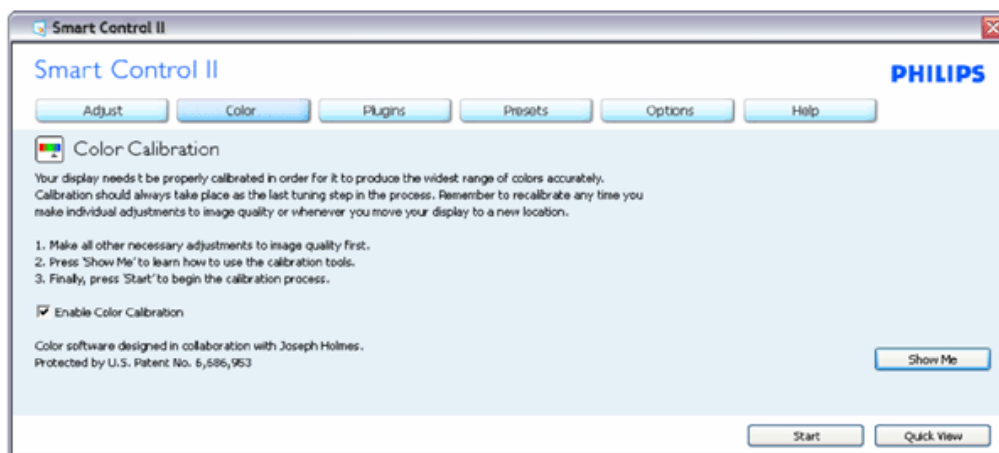 Smart Control II
Smart Control II
PHILIPS
Adjust Color Plugins Presets Options Help
Color Calibration
Your display needs t be properly calibrated in order for it to produce the widest range of colors accurately.
Calibration should always take place as the last tuning step in the process. Remember to recalibrate any time you
make individual adjustments to image quality or whenever you move your display to a new location.
1. Make all other necessary adjustments to image quality first.
2. Press 'Show Me' to learn how to use the calibration tools.
3. Finally, press 'Start' to begin the calibration process.
Enable Color Calibration
Color software designed in collaboration with Joseph Holmes.
Protected by U.S. Patent No. 6,686,953
Show Me
Start Quick View